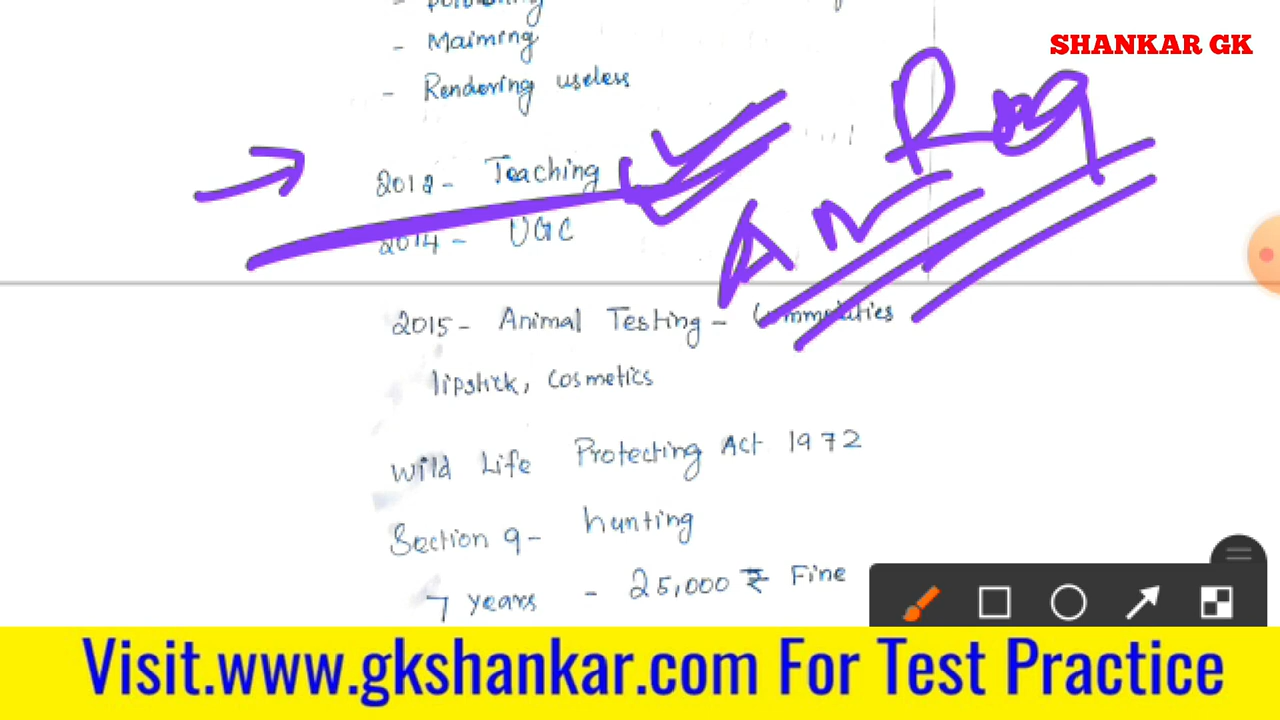 SHANKAR GK
- Maiming
- Rendering useless
2012 - Teaching
2014 - UGC
2015 - Animal Testing - Commodities
lipstick, Cosmetics
Wild Life Protecting Act 1972
Section 9 - hunting
7 years - 25,000 ₹ Fine
Visit.www.gkshankar.com For Test Practice